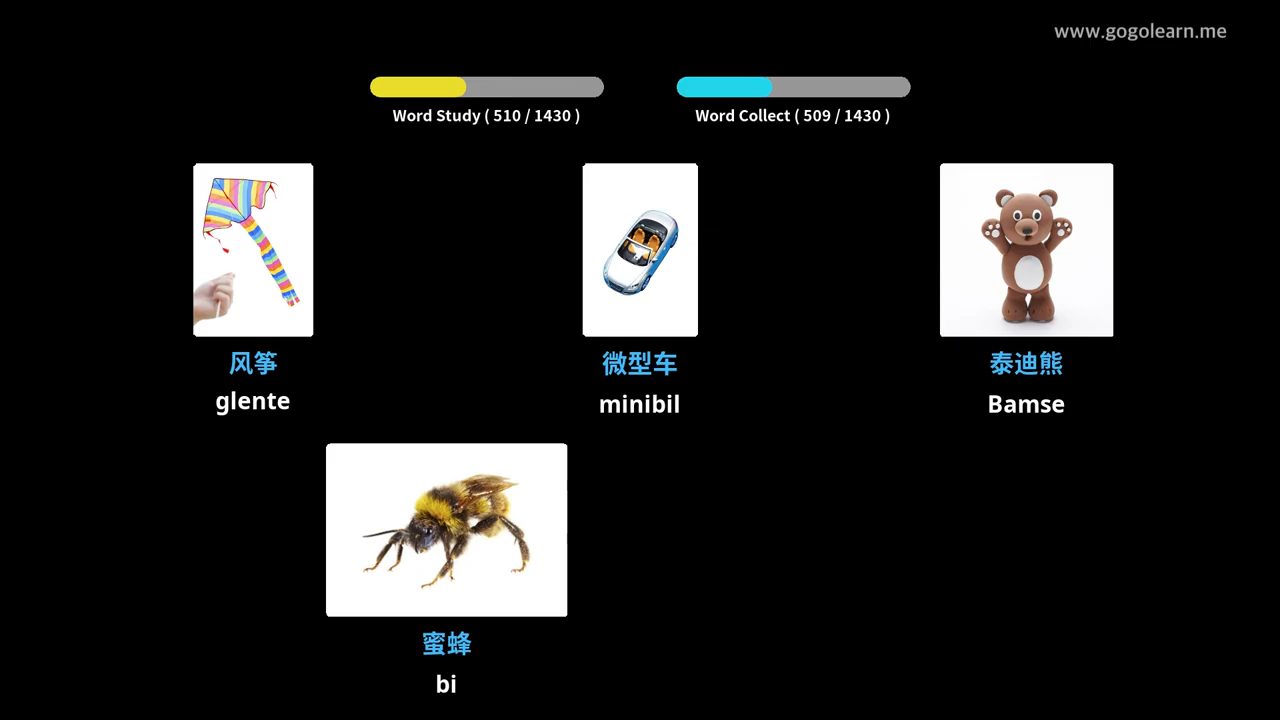 www.gogolearn.me
Word Study ( 510 / 1430 )
Word Collect ( 509 / 1430 )
风筝
glente
微型车
minibil
泰迪熊
Bamse
蜜蜂
bi